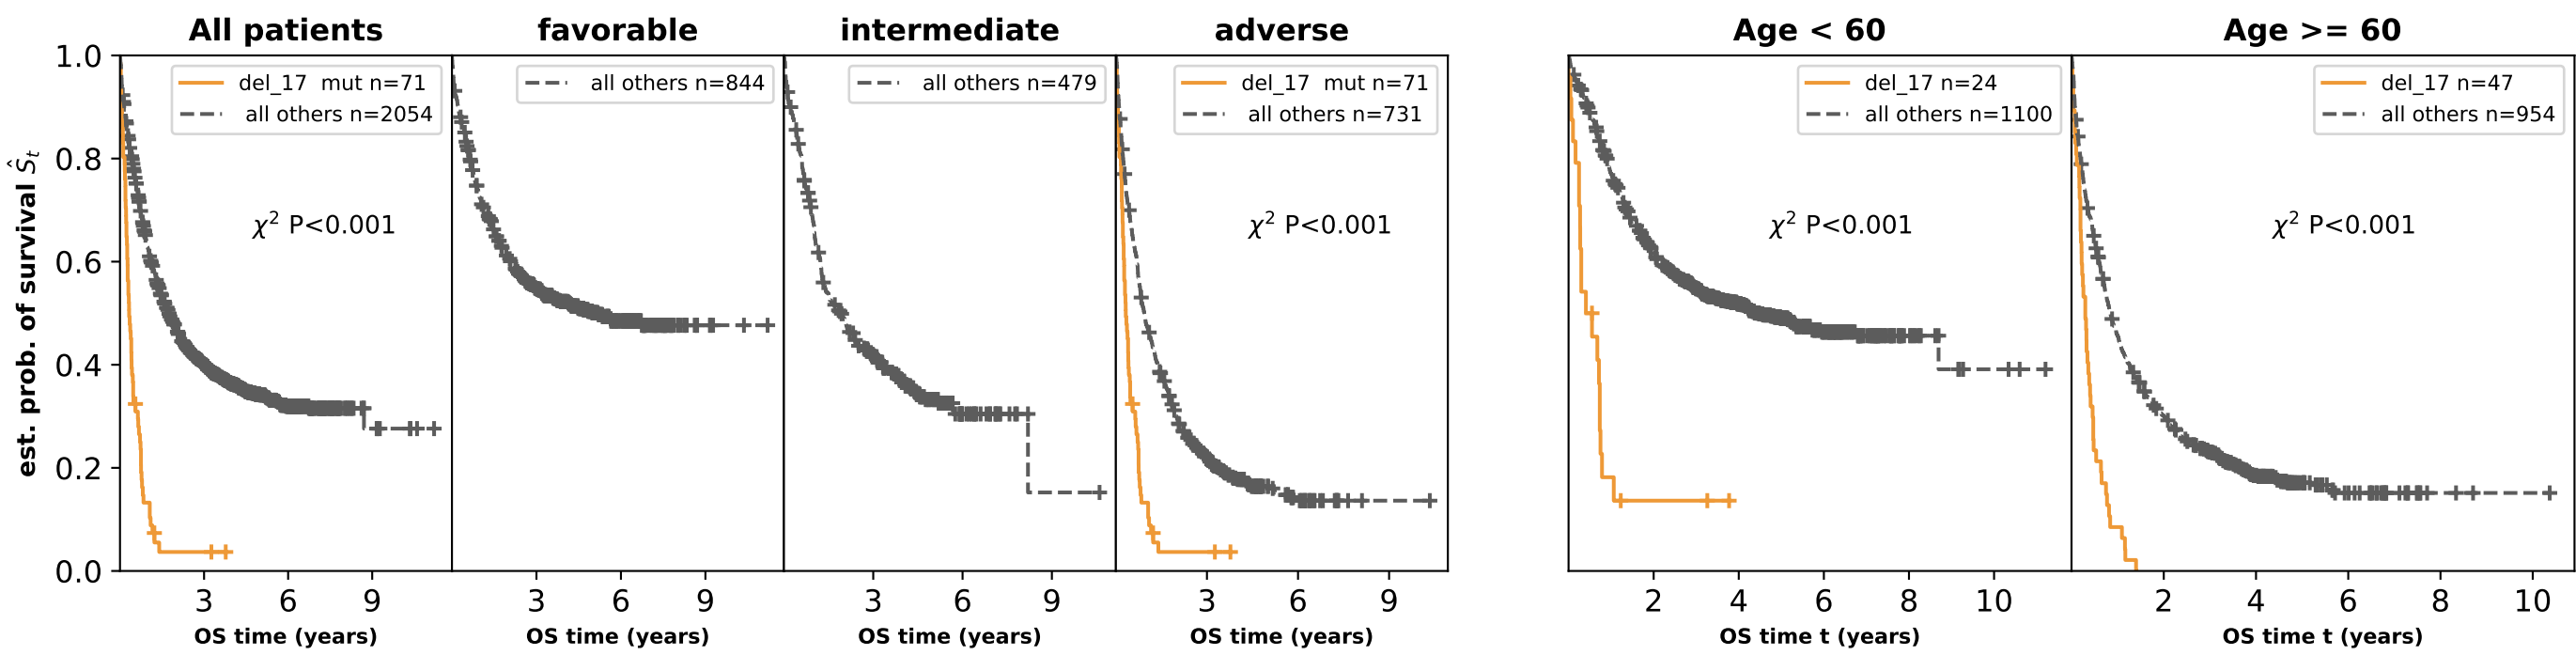 All patients
favorable
intermediate
adverse
Age < 60
Age >= 60
est. prob. of survival Ŝt
1.0
0.8
0.6
0.4
0.2
0.0
del_17  mut n=71
all others n=2054
χ² P<0.001
3 6 9
OS time (years)
all others n=844
3 6 9
OS time (years)
all others n=479
3 6 9
OS time (years)
del_17  mut n=71
all others n=731
χ² P<0.001
3 6 9
OS time (years)
del_17 n=24
all others n=1100
χ² P<0.001
2 4 6 8 10
OS time t (years)
del_17 n=47
all others n=954
χ² P<0.001
2 4 6 8 10
OS time t (years)